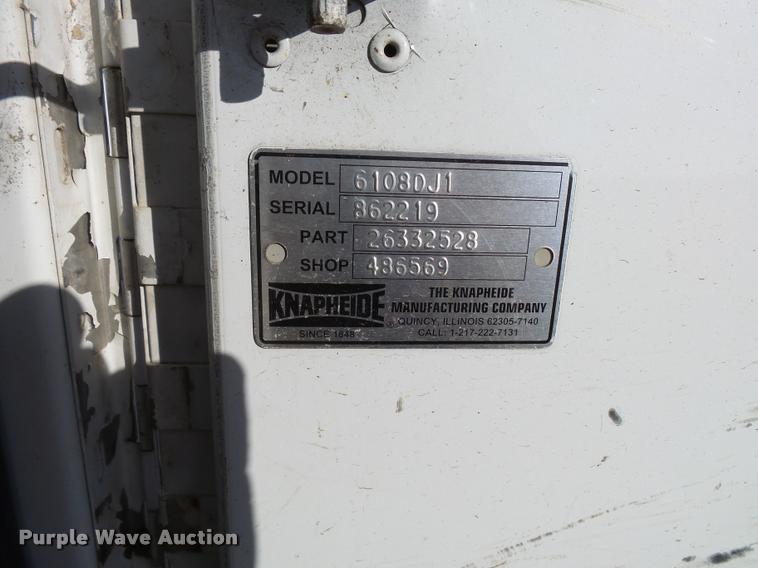 MODEL 6108DJ1
SERIAL 862219
PART 26332528
SHOP 486569
KNAPHEIDE
SINCE 1848
THE KNAPHEIDE
MANUFACTURING COMPANY
QUINCY, ILLINOIS 62305-7140
CALL: 1-217-222-7131
Purple Wave Auction